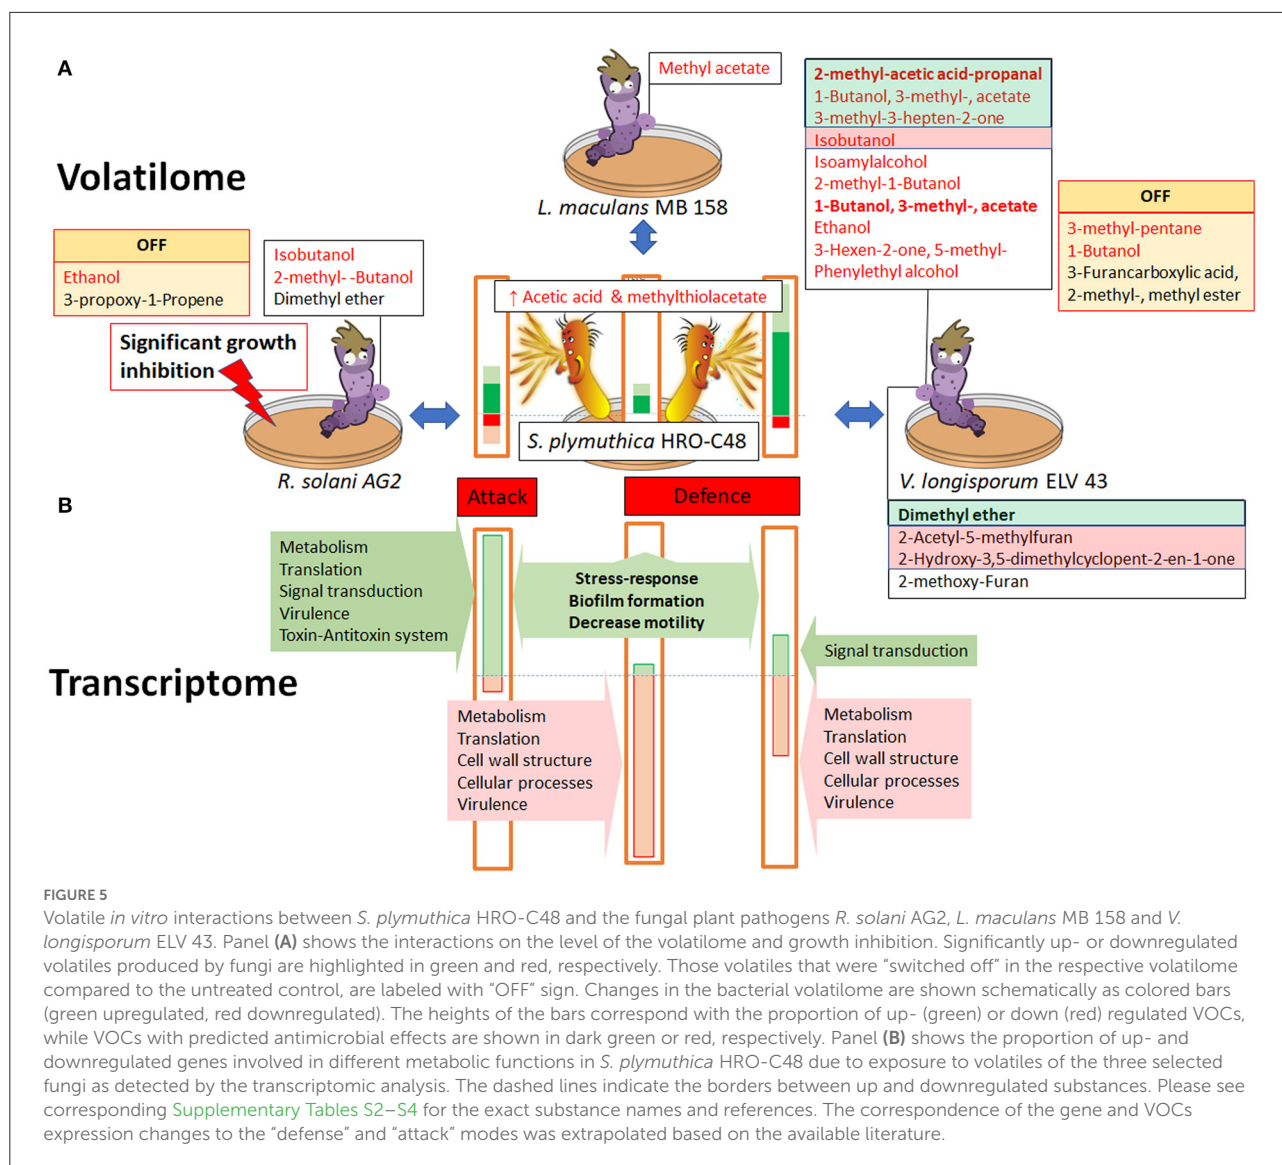 A
Volatilome
Methyl acetate
L. maculans MB 158
2-methyl-acetic acid-propanal
1-Butanol, 3-methyl-, acetate
3-methyl-3-hepten-2-one
Isobutanol
Isoamylalcohol
2-methyl-1-Butanol
1-Butanol, 3-methyl-, acetate
Ethanol
3-Hexen-2-one, 5-methyl-
Phenylethyl alcohol
OFF
3-methyl-pentane
1-Butanol
3-Furancarboxylic acid,
2-methyl-, methyl ester
OFF
Ethanol
3-propoxy-1-Propene
Isobutanol
2-methyl- -Butanol
Dimethyl ether
Significant growth
inhibition
↑ Acetic acid & methylthiolacetate
S. plymuthica HRO-C48
R. solani AG2
V. longisporum ELV 43
Dimethyl ether
2-Acetyl-5-methylfuran
2-Hydroxy-3,5-dimethylcyclopent-2-en-1-one
2-methoxy-Furan
B
Attack
Defence
Metabolism
Translation
Signal transduction
Virulence
Toxin-Antitoxin system
Stress-response
Biofilm formation
Decrease motility
Signal transduction
Transcriptome
Metabolism
Translation
Cell wall structure
Cellular processes
Virulence
Metabolism
Translation
Cell wall structure
Cellular processes
Virulence
FIGURE 5
Volatile in vitro interactions between S. plymuthica HRO-C48 and the fungal plant pathogens R. solani AG2, L. maculans MB 158 and V.
longisporum ELV 43. Panel (A) shows the interactions on the level of the volatilome and growth inhibition. Significantly up- or downregulated
volatiles produced by fungi are highlighted in green and red, respectively. Those volatiles that were “switched off” in the respective volatilome
compared to the untreated control, are labeled with “OFF” sign. Changes in the bacterial volatilome are shown schematically as colored bars
(green upregulated, red downregulated). The heights of the bars correspond with the proportion of up- (green) or down (red) regulated VOCs,
while VOCs with predicted antimicrobial effects are shown in dark green or red, respectively. Panel (B) shows the proportion of up- and
downregulated genes involved in different metabolic functions in S. plymuthica HRO-C48 due to exposure to volatiles of the three selected
fungi as detected by the transcriptomic analysis. The dashed lines indicate the borders between up and downregulated substances. Please see
corresponding Supplementary Tables S2–S4 for the exact substance names and references. The correspondence of the gene and VOCs
expression changes to the “defense” and “attack” modes was extrapolated based on the available literature.